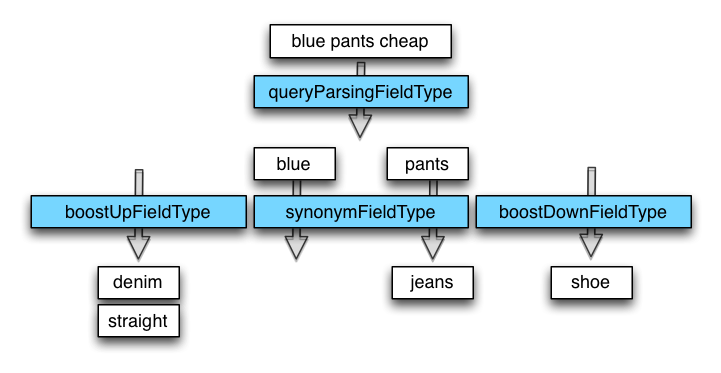 blue pants cheap
queryParsingFieldType
blue
pants
boostUpFieldType
synonymFieldType
boostDownFieldType
denim
jeans
shoe
straight